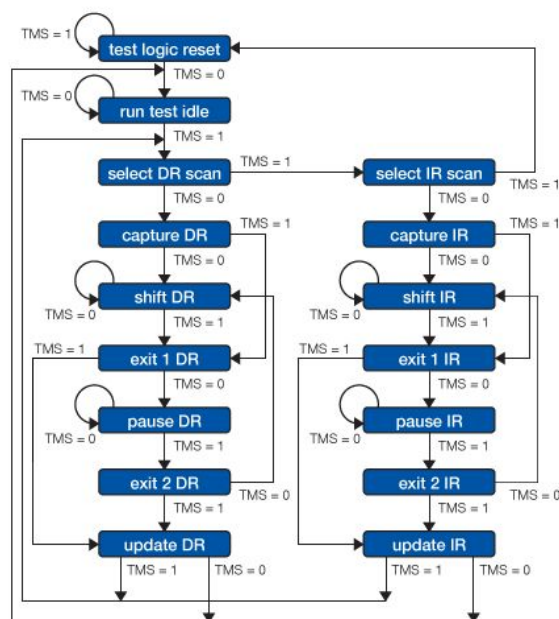 TMS = 1
test logic reset
TMS = 0
TMS = 0
run test idle
TMS = 1
select DR scan
TMS = 1
select IR scan
TMS = 1
TMS = 0
TMS = 0
capture DR
TMS = 1
capture IR
TMS = 1
TMS = 0
TMS = 0
shift DR
shift IR
TMS = 0
TMS = 1
TMS = 0
TMS = 1
TMS = 1
exit 1 DR
TMS = 1
exit 1 IR
TMS = 0
TMS = 0
pause DR
pause IR
TMS = 0
TMS = 1
TMS = 0
TMS = 1
exit 2 DR
TMS = 0
exit 2 IR
TMS = 0
TMS = 1
TMS = 1
update DR
update IR
TMS = 1
TMS = 0
TMS = 1
TMS = 0